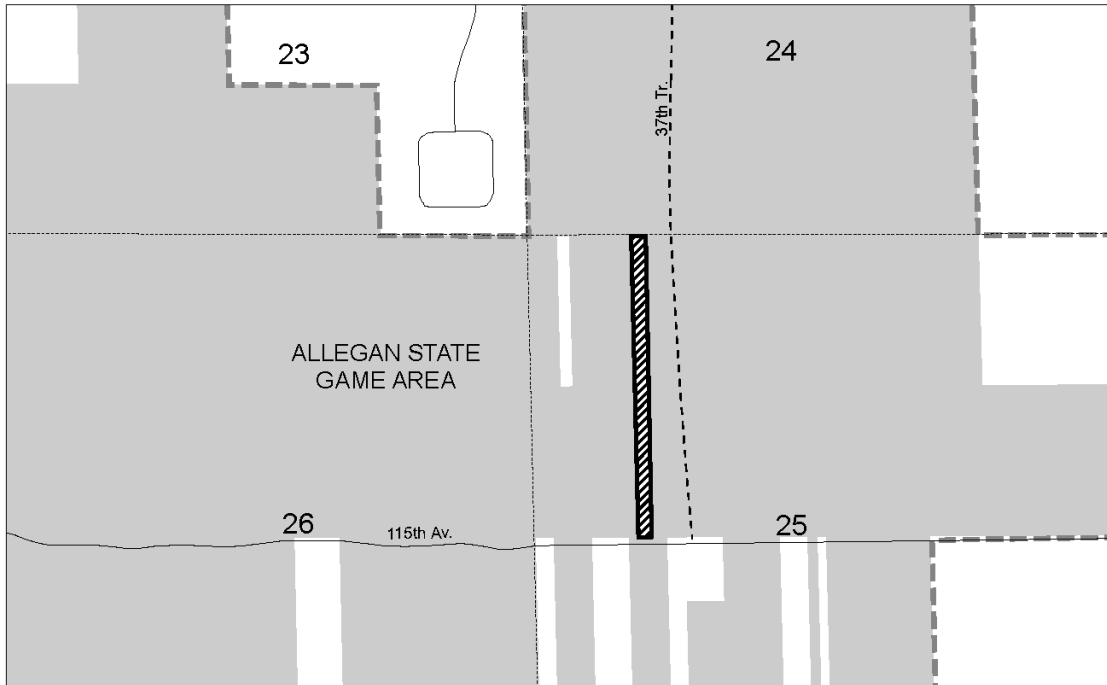 23
24
37th Tr.
ALLEGAN STATE
GAME AREA
26
115th Av.
25